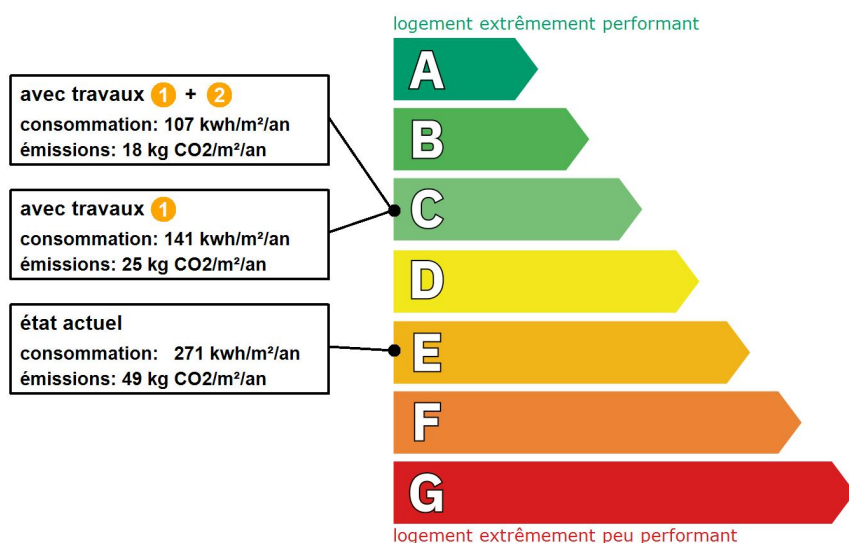 logement extrêmement performant
avec travaux 1 + 2
consommation: 107 kwh/m²/an
émissions: 18 kg CO2/m²/an
avec travaux 1
consommation: 141 kwh/m²/an
émissions: 25 kg CO2/m²/an
état actuel
consommation: 271 kwh/m²/an
émissions: 49 kg CO2/m²/an
A
B
C
D
E
F
G
logement extrêmement peu performant